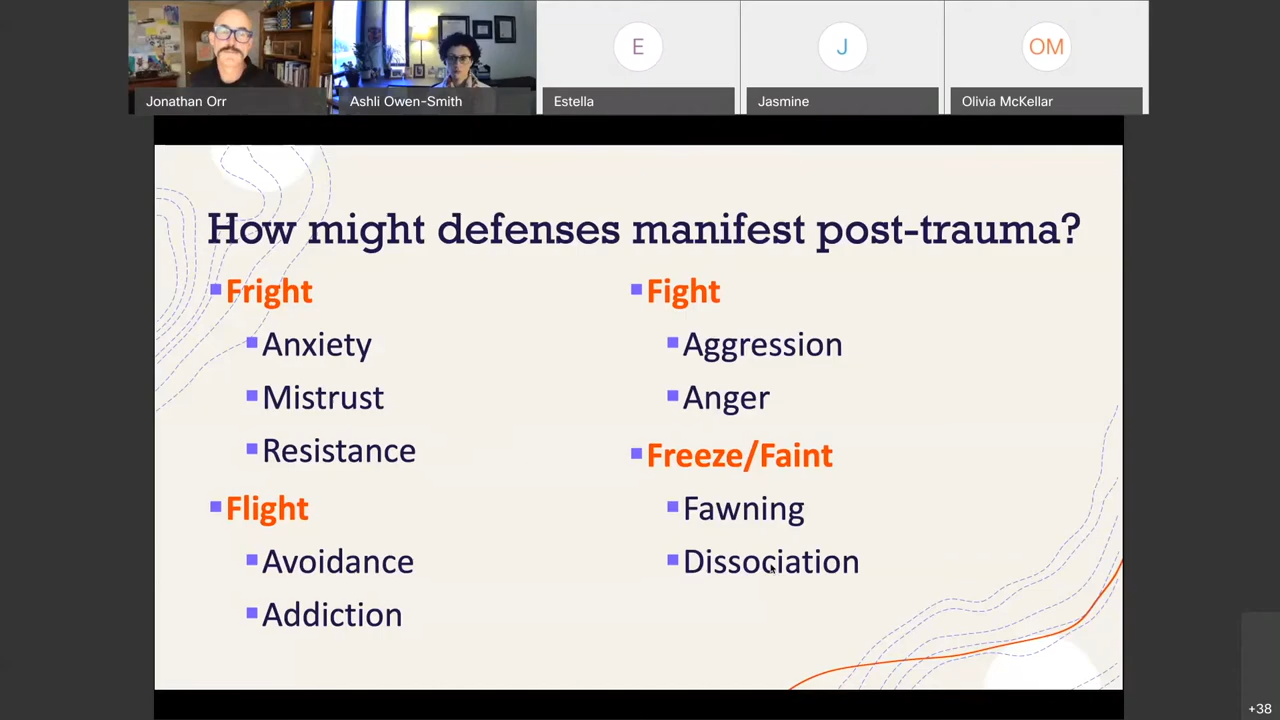 E
J
OM
Jonathan Orr
Ashli Owen-Smith
Estella
Jasmine
Olivia McKellar
How might defenses manifest post-trauma?
Fright
Anxiety
Mistrust
Resistance
Flight
Avoidance
Addiction
Fight
Aggression
Anger
Freeze/Faint
Fawning
Dissociation
+38